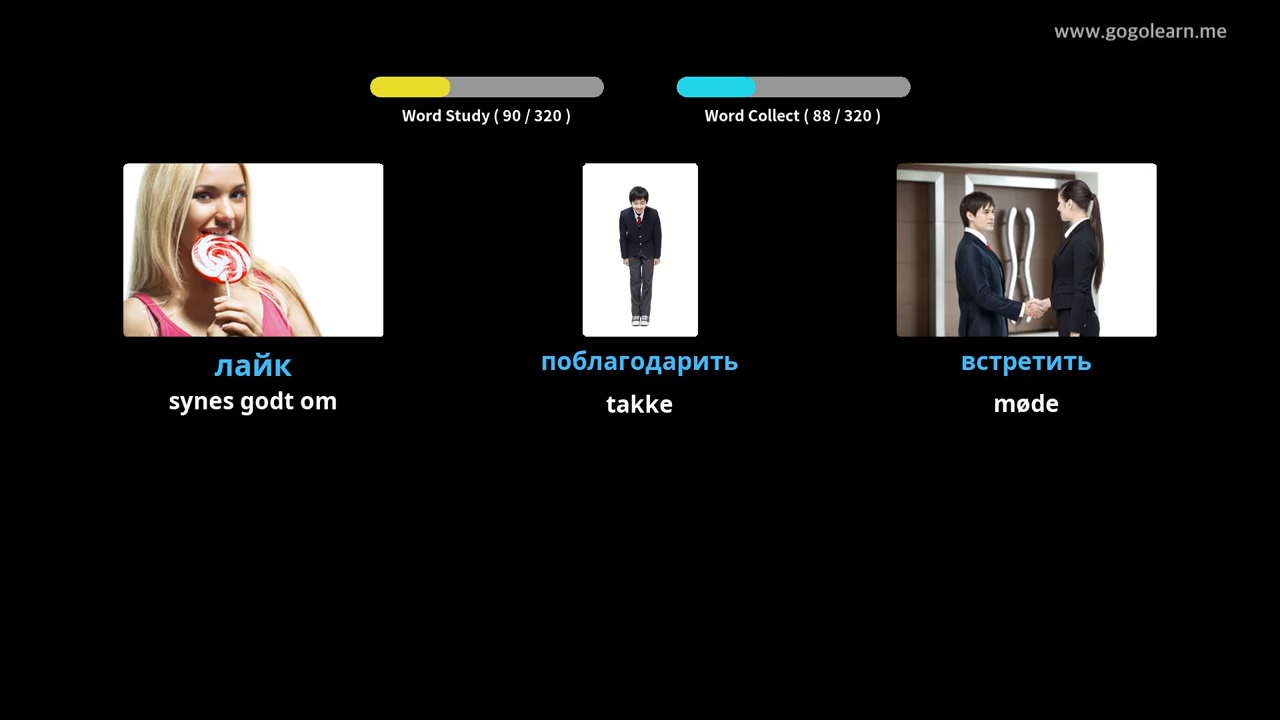 www.gogolearn.me
Word Study ( 90 / 320 )
Word Collect ( 88 / 320 )
лайк
synes godt om
поблагодарить
takke
встретить
møde